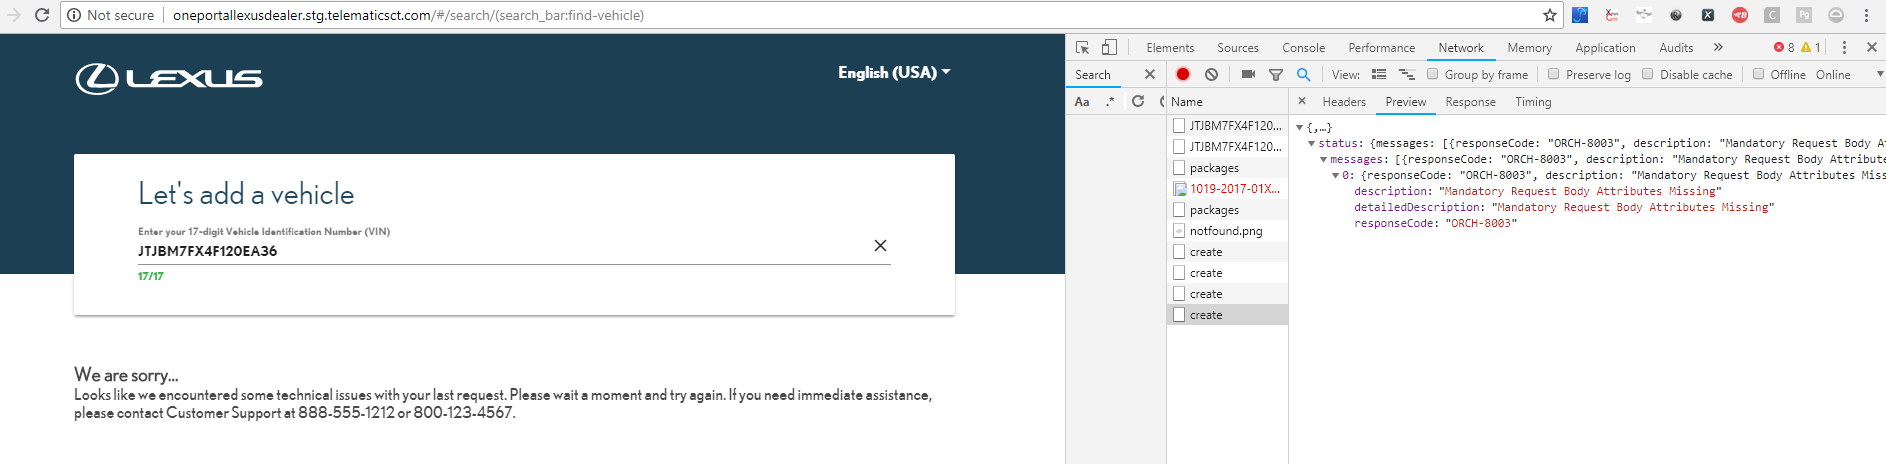 Not secure | oneportallexusdealer.stg.telematicsct.com/#/search/(search_bar:find-vehicle)
LEXUS
English (USA)
Let's add a vehicle
Enter your 17-digit Vehicle Identification Number (VIN)
JTJBM7FX4F120EA36
17/17
We are sorry...
Looks like we encountered some technical issues with your last request. Please wait a moment and try again. If you need immediate assistance,
please contact Customer Support at 888-555-1212 or 800-123-4567.
Elements Sources Console Performance Network Memory Application Audits » 8 1
Search
View: Group by frame Preserve log Disable cache Offline Online
Aa .*
Name
JTJBM7FX4F120...
JTJBM7FX4F120...
packages
1019-2017-01X...
packages
notfound.png
create
create
create
create
Headers Preview Response Timing
{,…}
status: {messages: [{responseCode: "ORCH-8003", description: "Mandatory Request Body A
messages: [{responseCode: "ORCH-8003", description: "Mandatory Request Body Attribute
0: {responseCode: "ORCH-8003", description: "Mandatory Request Body Attributes Miss
description: "Mandatory Request Body Attributes Missing"
detailedDescription: "Mandatory Request Body Attributes Missing"
responseCode: "ORCH-8003"